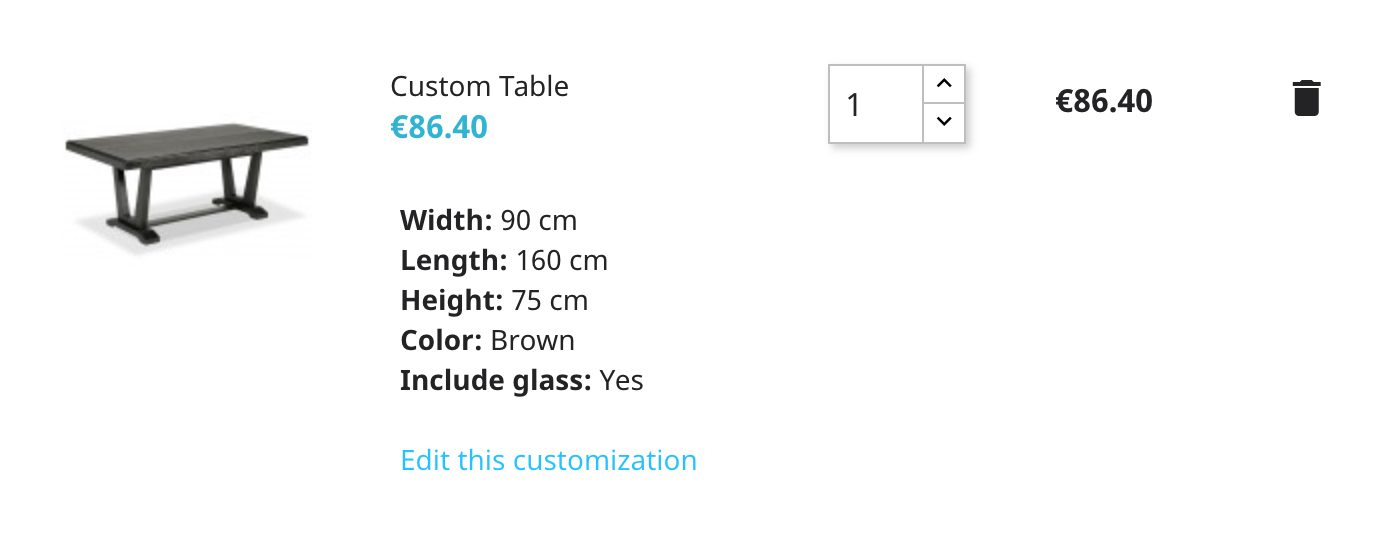 Custom Table
€86.40
1
€86.40
Width: 90 cm
Length: 160 cm
Height: 75 cm
Color: Brown
Include glass: Yes
Edit this customization